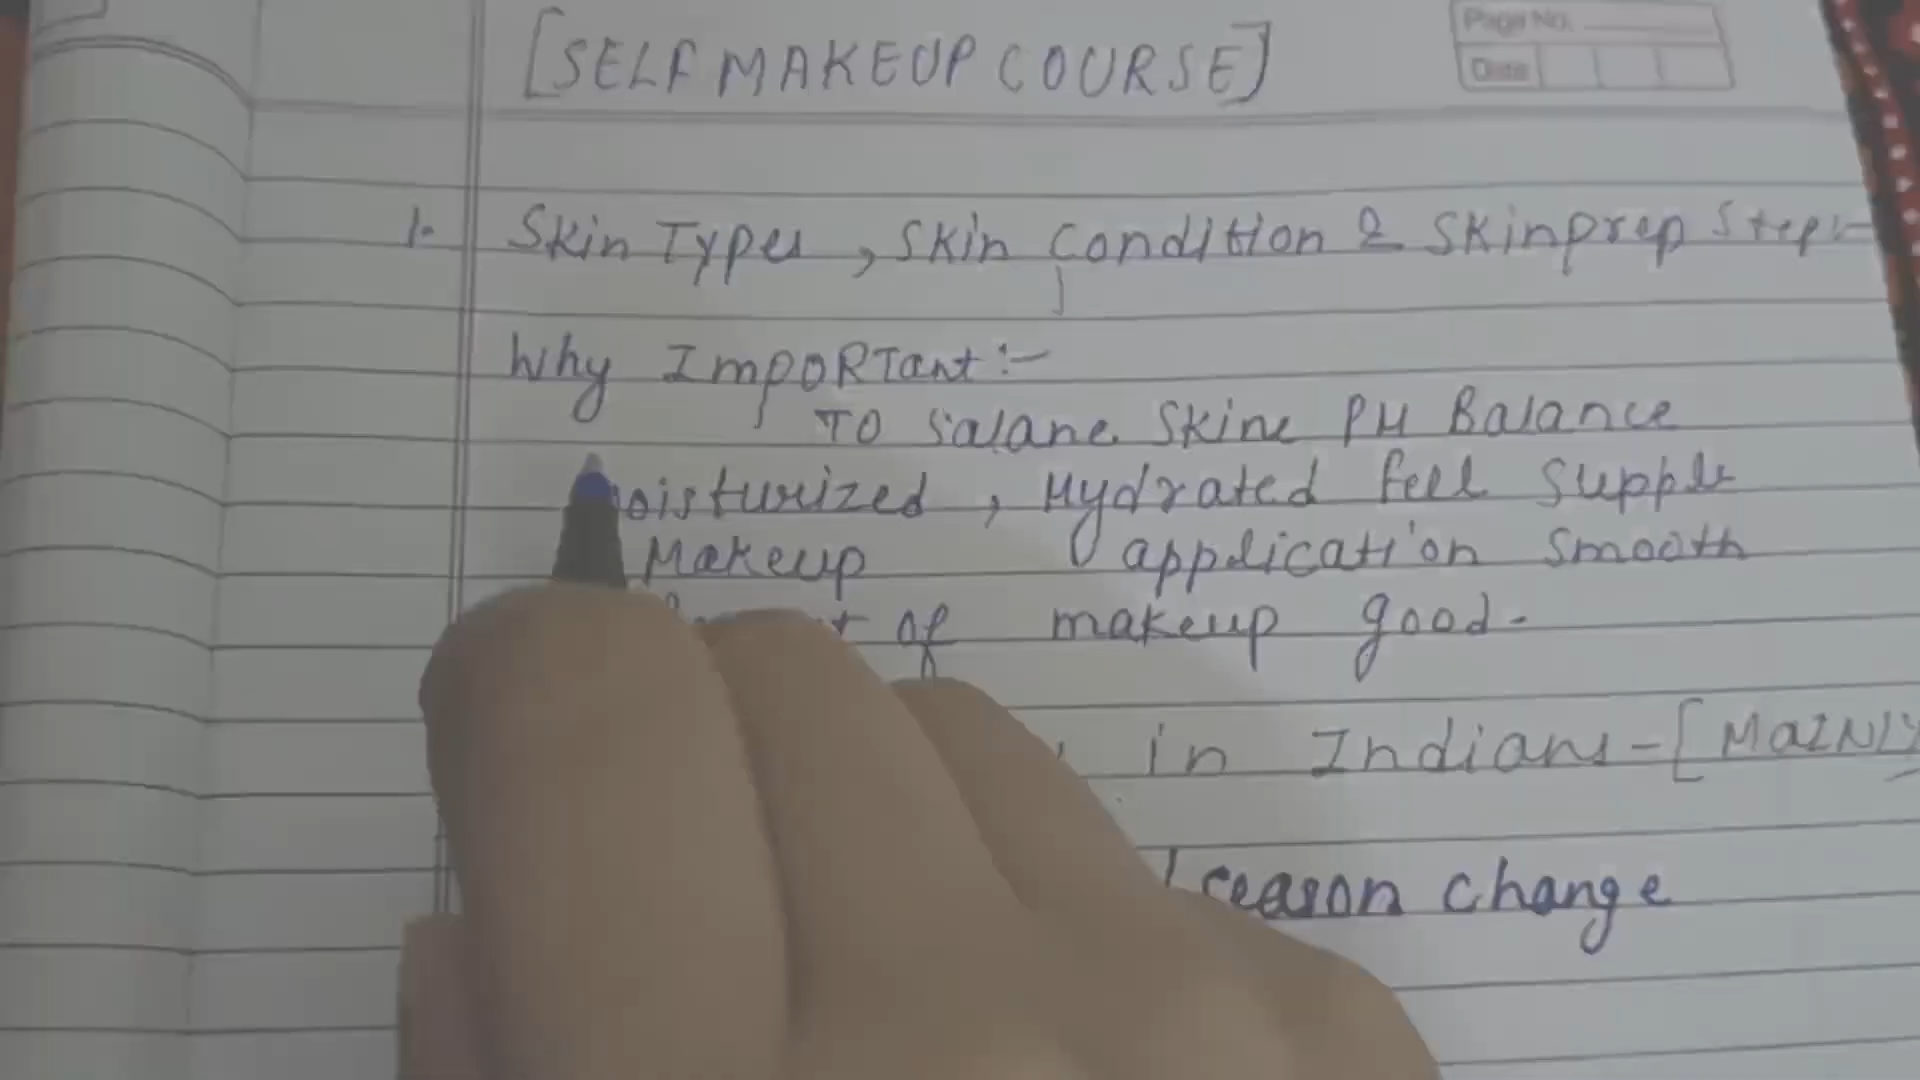 [SELF MAKEUP COURSE]
Page No.
Date
1. Skin Types, Skin Condition & Skinprep Steps
Why Important :-
TO Salane Skine PH Balance
oisturized, Hydrated feel Supple
Makeup application Smooth
of makeup good.
in Indians - [MaINLY
season change